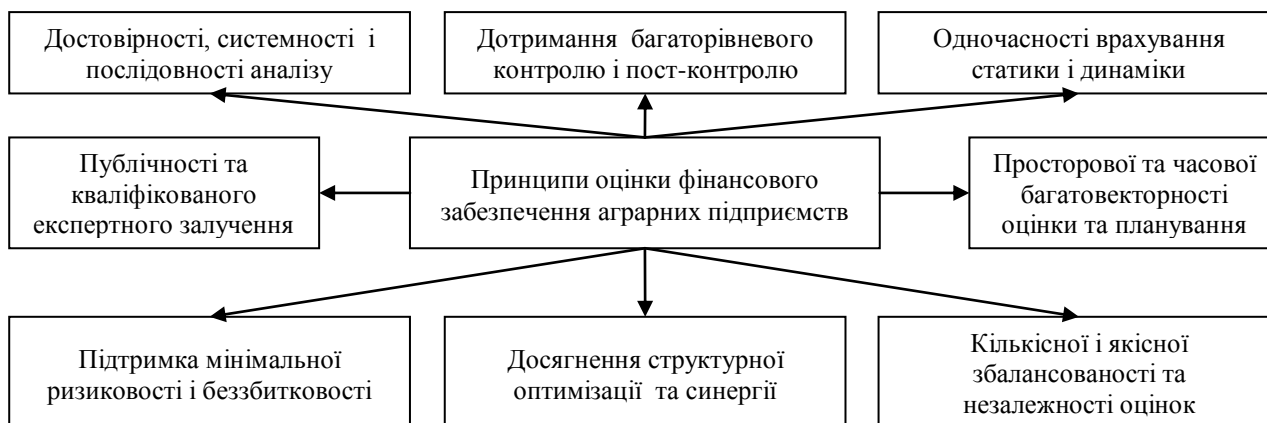 Достовірності, системності і
послідовності аналізу
Дотримання багаторівневого
контролю і пост-контролю
Одночасності врахування
статики і динаміки
Публічності та
кваліфікованого
експертного залучення
Принципи оцінки фінансового
забезпечення аграрних підприємств
Просторової та часової
багатовекторності
оцінки та планування
Підтримка мінімальної
ризиковості і беззбитковості
Досягнення структурної
оптимізації та синергії
Кількісної і якісної
збалансованості та
незалежності оцінок